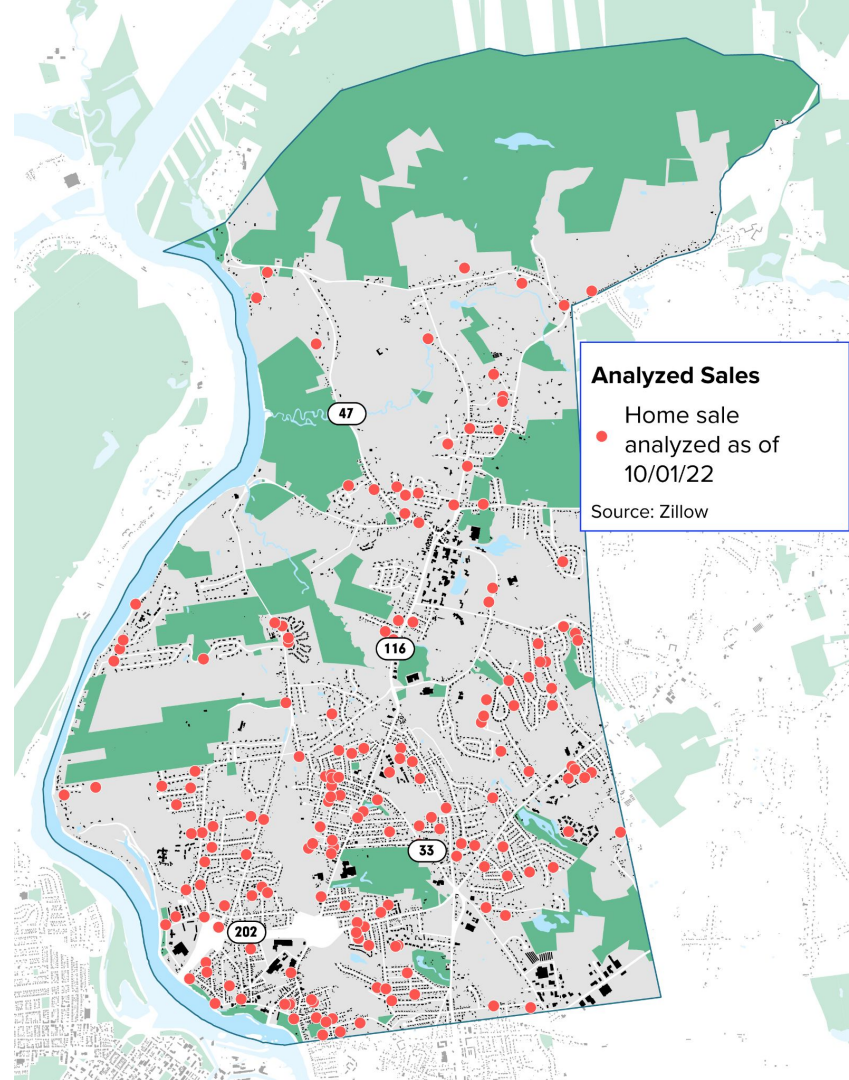 47
Analyzed Sales
Home sale
analyzed as of
10/01/22
Source: Zillow
116
33
202